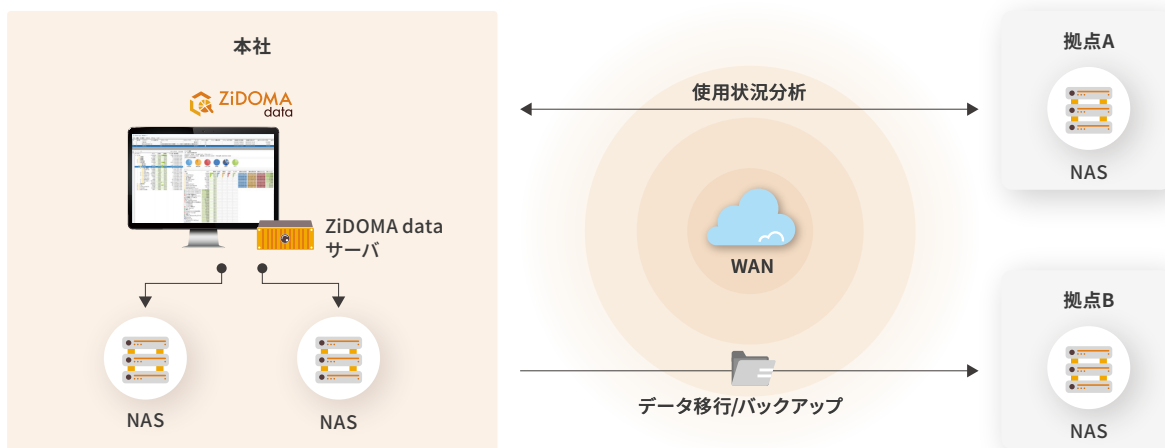 本社
ZiDOMA
data
ZiDOMA data
サーバ
NAS
NAS
使用状況分析
WAN
データ移行/バックアップ
拠点A
NAS
拠点B
NAS